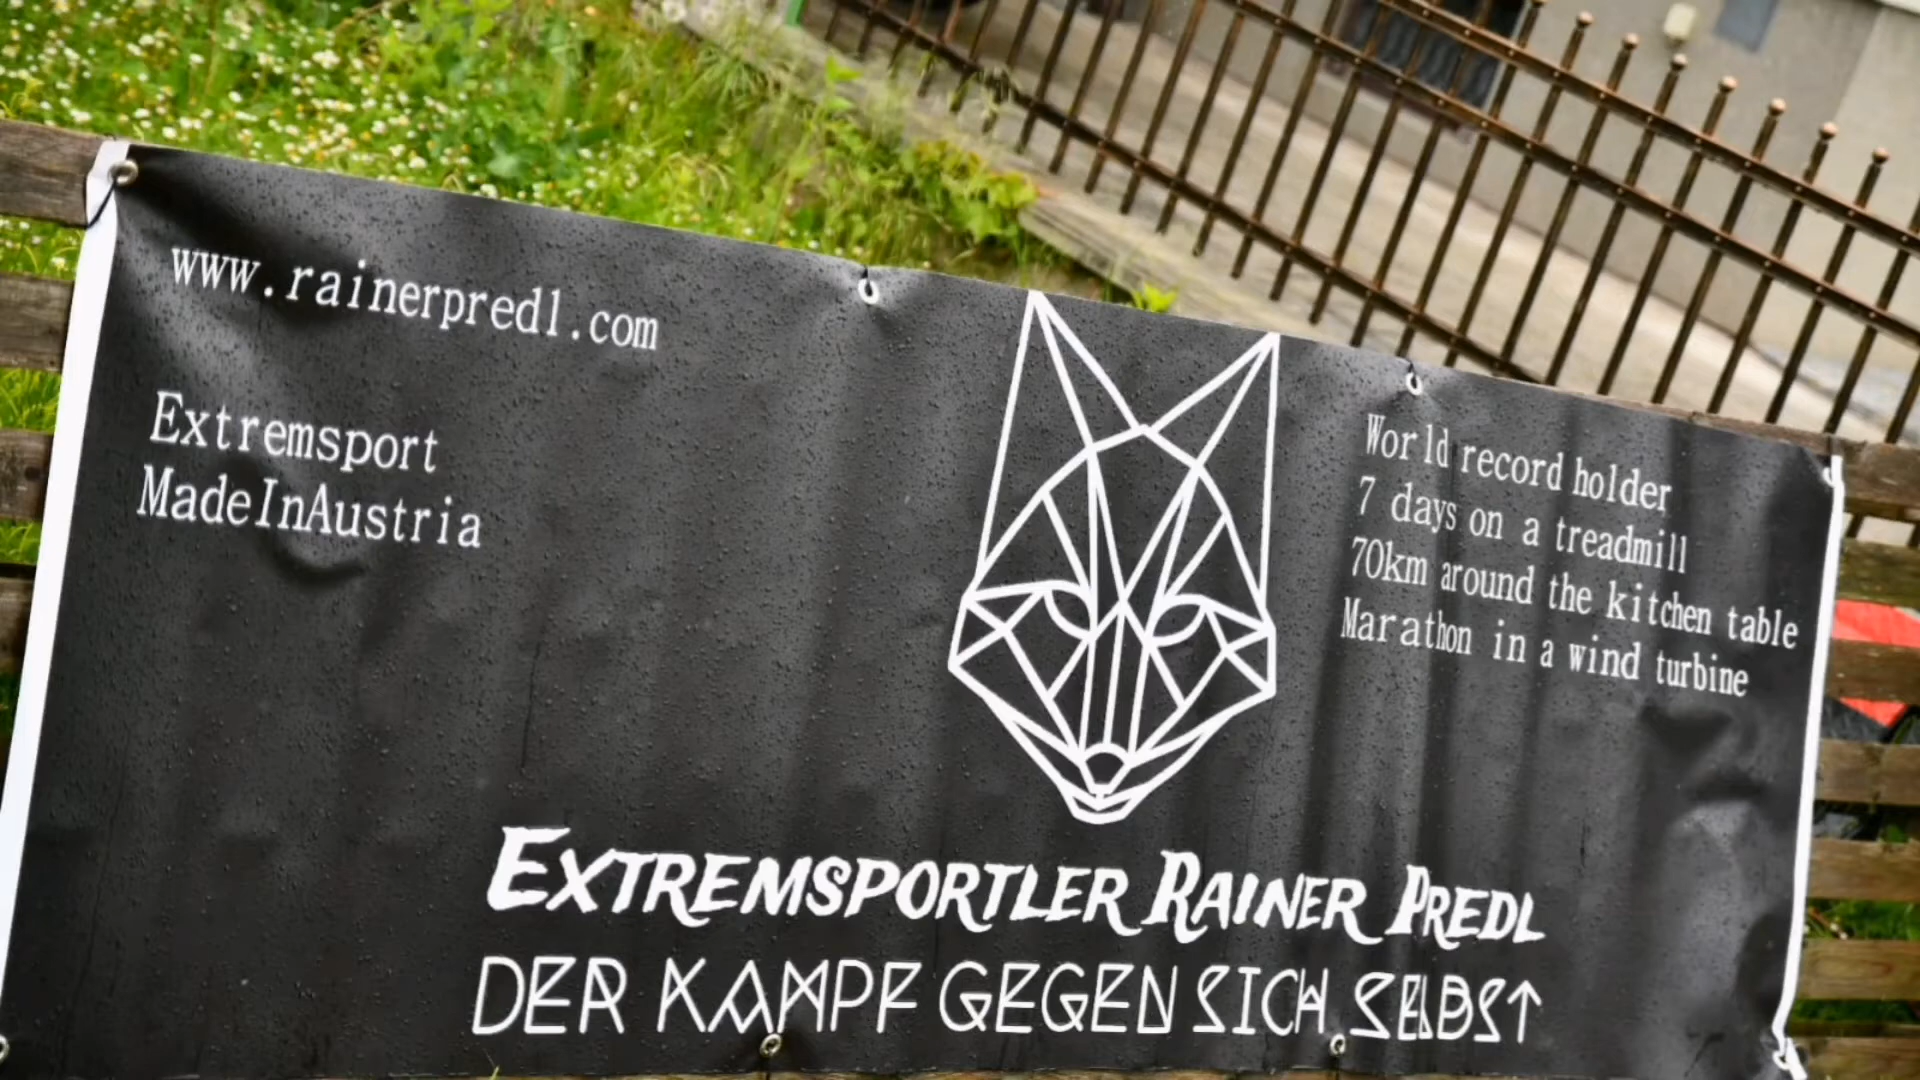 www.rainerpredl.com
Extremsport
MadeInAustria
World record holder
7 days on a treadmill
70km around the kitchen table
Marathon in a wind turbine
EXTREMSPORTLER RAINER PREDL
DER KAMPF GEGEN SICH SELBST